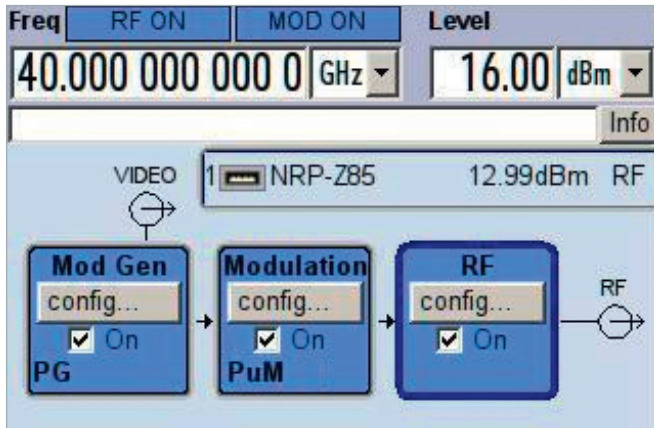 Freq RF ON MOD ON Level
40.000 000 000 0 GHz 16.00 dBm
Info
VIDEO 1 NRP-Z85 12.99dBm RF
Mod Gen Modulation RF
config... config... config... RF
On On On
PG PuM